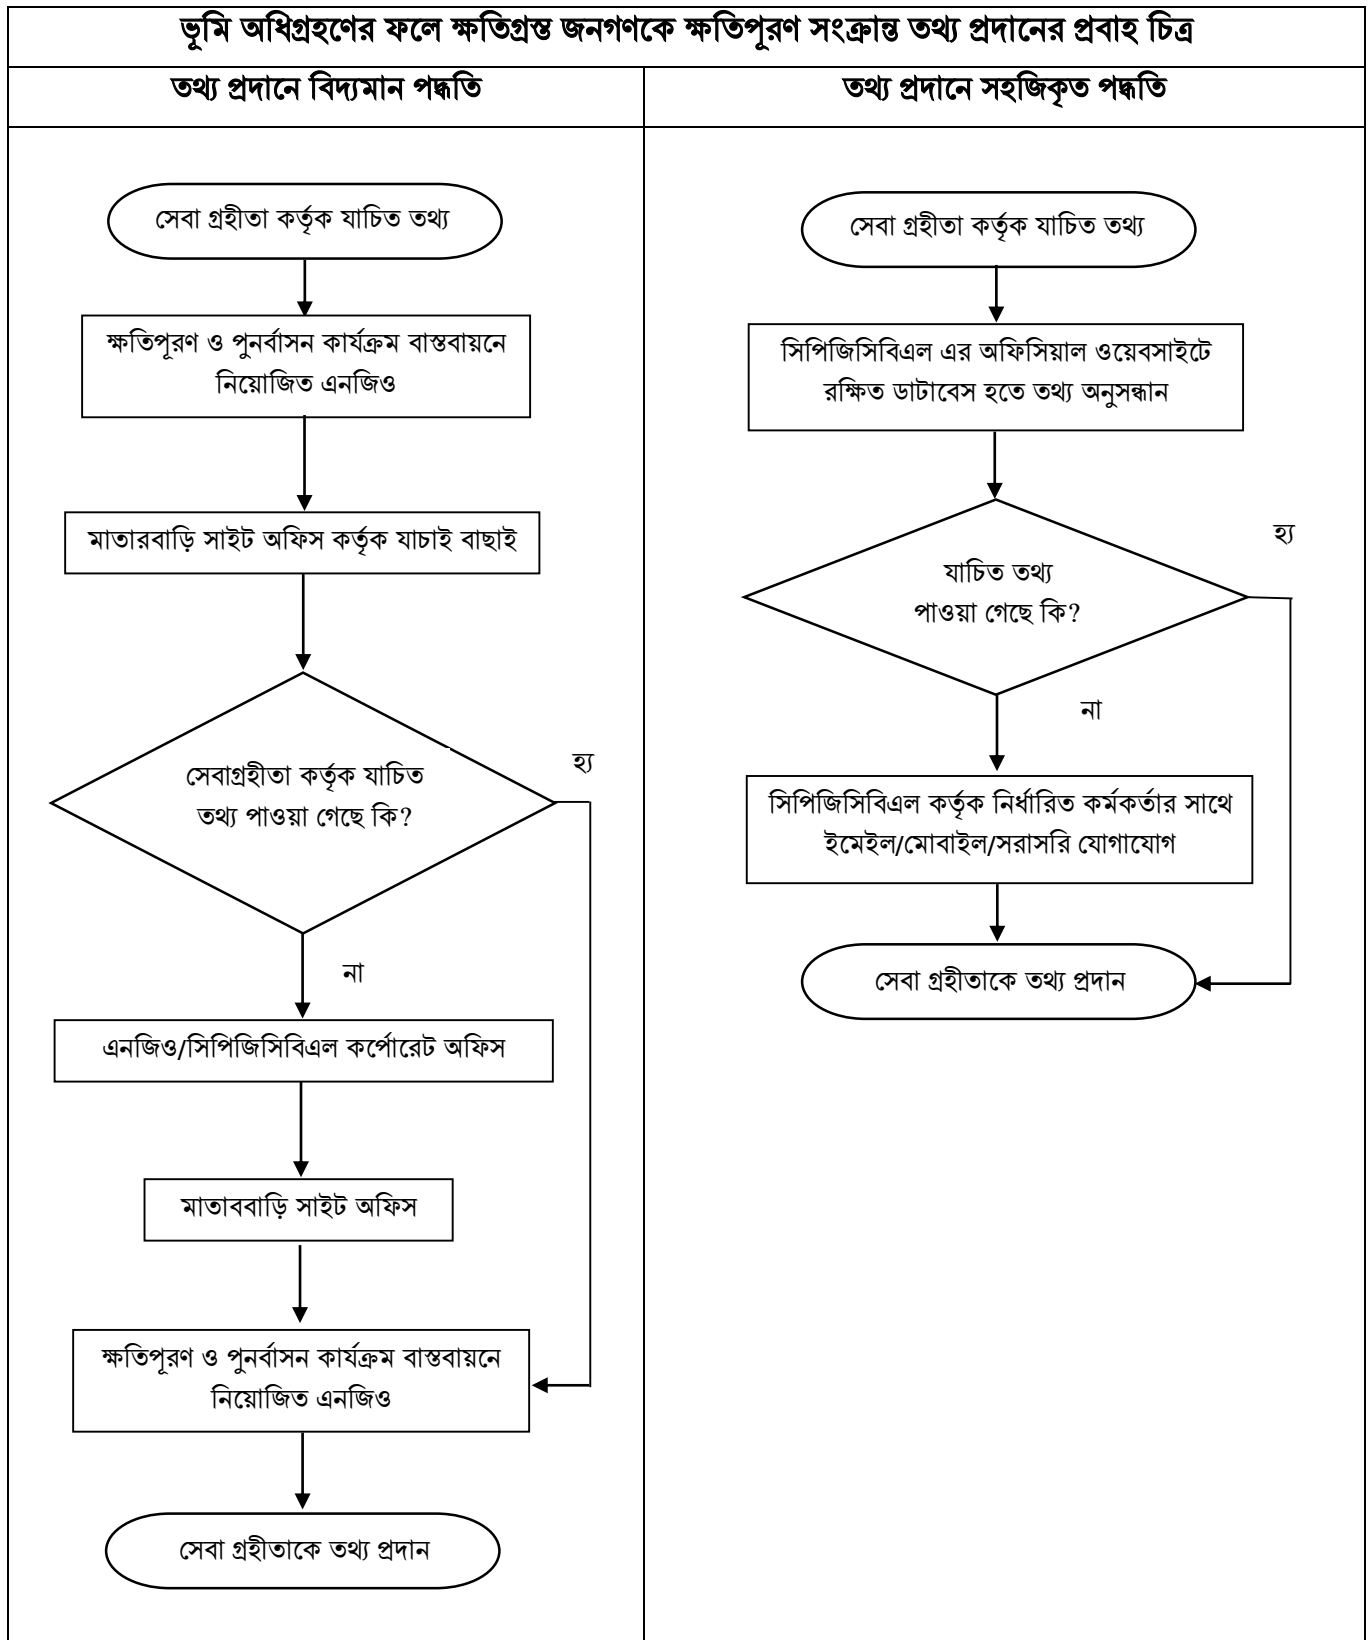 ভূমি অধিগ্রহণের ফলে ক্ষতিগ্রস্ত জনগণকে ক্ষতিপূরণ সংক্রান্ত তথ্য প্রদানের প্রবাহ চিত্র
তথ্য প্রদানে বিদ্যমান পদ্ধতি
সেবা গ্রহীতা কর্তৃক যাচিত তথ্য
ক্ষতিপূরণ ও পুনর্বাসন কার্যক্রম বাস্তবায়নে
নিয়োজিত এনজিও
মাতারবাড়ি সাইট অফিস কর্তৃক যাচাই বাছাই
সেবাগ্রহীতা কর্তৃক যাচিত
তথ্য পাওয়া গেছে কি?
হ্য
না
এনজিও/সিপিজিসিবিএল কর্পোরেট অফিস
মাতাববাড়ি সাইট অফিস
ক্ষতিপূরণ ও পুনর্বাসন কার্যক্রম বাস্তবায়নে
নিয়োজিত এনজিও
সেবা গ্রহীতাকে তথ্য প্রদান
তথ্য প্রদানে সহজিকৃত পদ্ধতি
সেবা গ্রহীতা কর্তৃক যাচিত তথ্য
সিপিজিসিবিএল এর অফিসিয়াল ওয়েবসাইটে
রক্ষিত ডাটাবেস হতে তথ্য অনুসন্ধান
যাচিত তথ্য
পাওয়া গেছে কি?
হ্য
না
সিপিজিসিবিএল কর্তৃক নির্ধারিত কর্মকর্তার সাথে
ইমেইল/মোবাইল/সরাসরি যোগাযোগ
সেবা গ্রহীতাকে তথ্য প্রদান